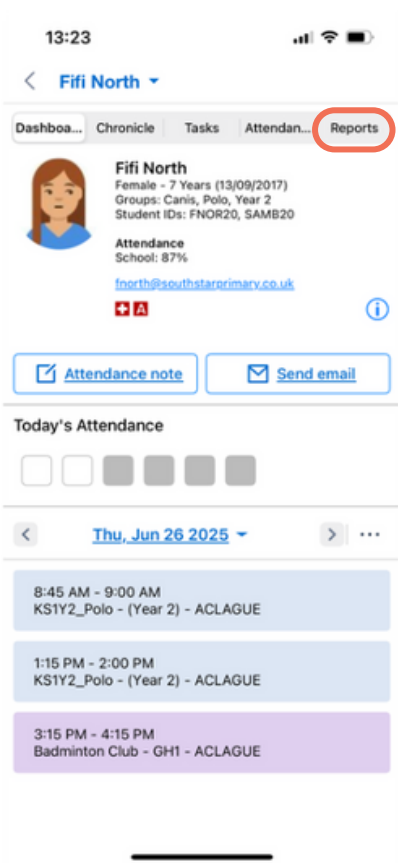 13:23
Fifi North
Dashboa... Chronicle Tasks Attendan... Reports
Fifi North
Female - 7 Years (13/09/2017)
Groups: Canis, Polo, Year 2
Student IDs: FNOR20, SAMB20
Attendance
School: 87%
fnorth@southstarprimary.co.uk
A
Attendance note Send email
Today's Attendance
Thu, Jun 26 2025
8:45 AM - 9:00 AM
KS1Y2_Polo - (Year 2) - ACLAGUE
1:15 PM - 2:00 PM
KS1Y2_Polo - (Year 2) - ACLAGUE
3:15 PM - 4:15 PM
Badminton Club - GH1 - ACLAGUE